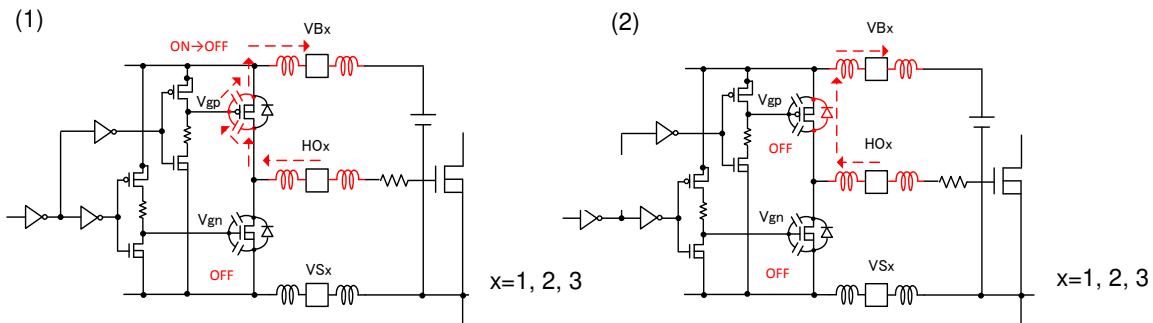 (1)
ON→OFF
VBx
Vgp
HOx
Vgn
OFF
VSx
x=1, 2, 3
(2)
VBx
Vgp
OFF
HOx
Vgn
OFF
VSx
x=1, 2, 3